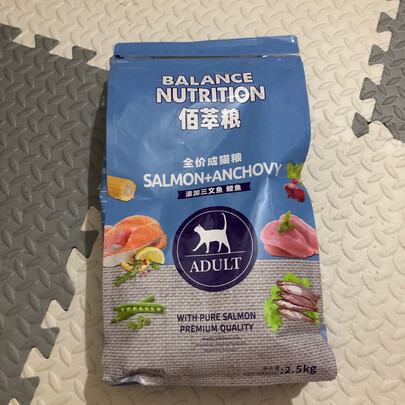 BALANCE
NUTRITION
佰萃粮
全价成猫粮
SALMON+ANCHOVY
添加三文鱼 鳀鱼
ADULT
WITH PURE SALMON
PREMIUM QUALITY
2.5kg